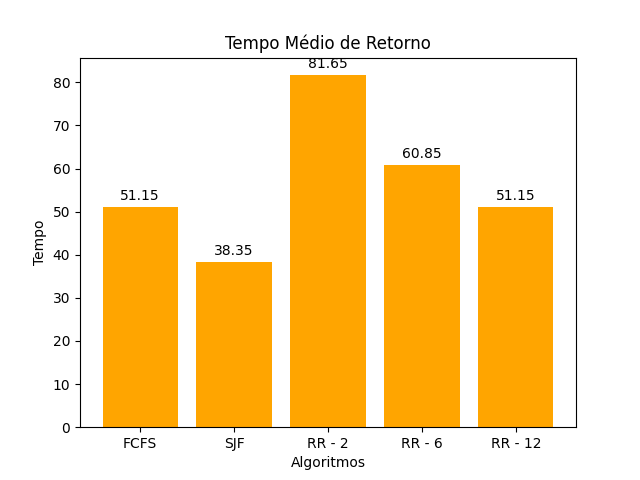 Tempo Médio de Retorno
81.65
60.85
51.15
51.15
38.35
80
70
60
50
40
30
20
10
0
Tempo
FCFS
SJF
RR - 2
RR - 6
RR - 12
Algoritmos